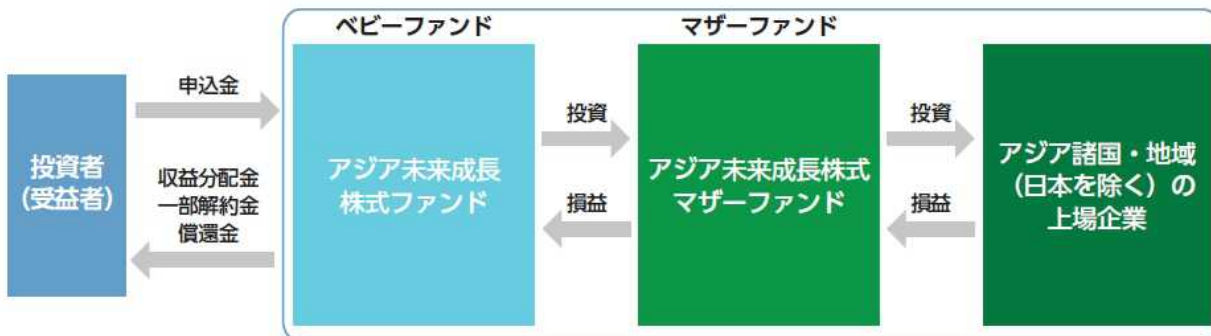 ベビーファンド
マザーファンド
投資者
(受益者)
申込金
収益分配金
一部解約金
償還金
アジア未来成長
株式ファンド
投資
損益
アジア未来成長株式
マザーファンド
投資
損益
アジア諸国・地域
(日本を除く)の
上場企業